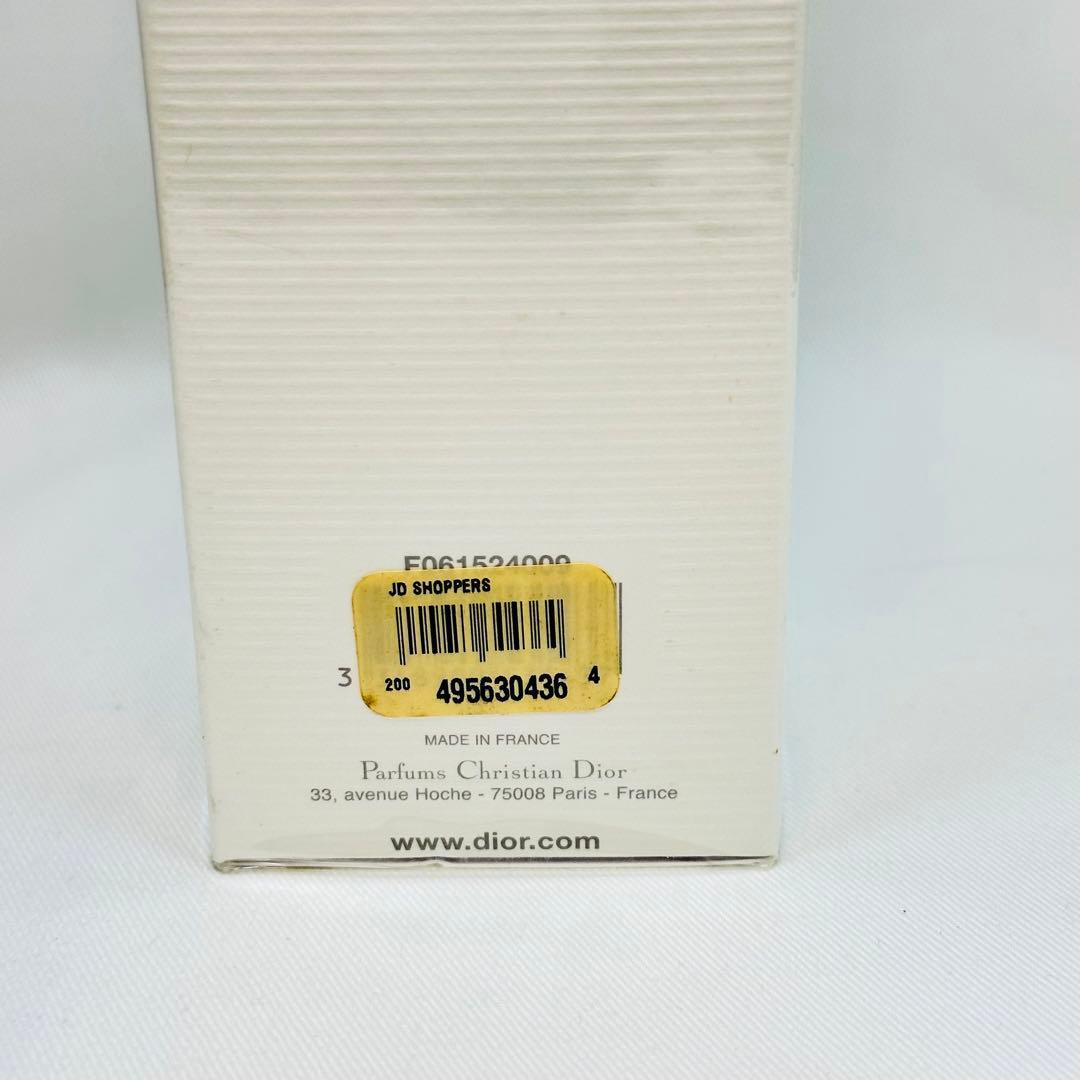 F061524009
JD SHOPPERS
3
200 495630436 4
MADE IN FRANCE
Parfums Christian Dior
33, avenue Hoche - 75008 Paris - France
www.dior.com